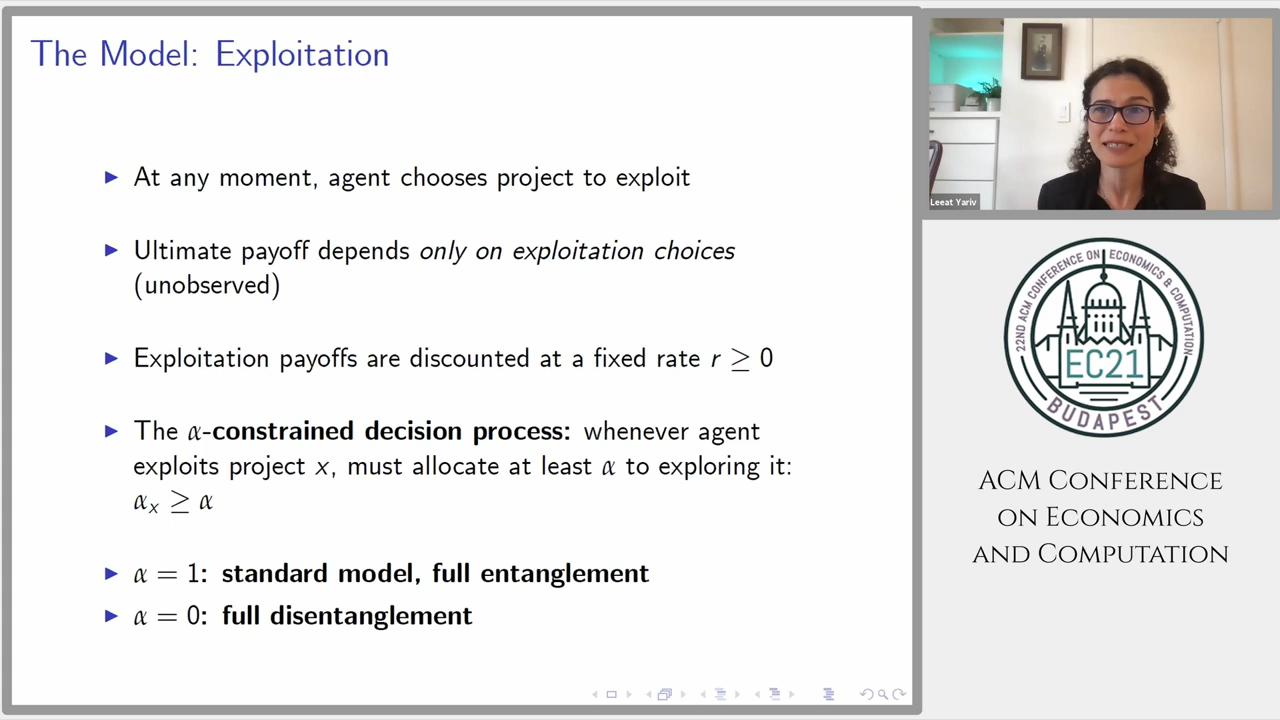 The Model: Exploitation
▶ At any moment, agent chooses project to exploit
▶ Ultimate payoff depends only on exploitation choices
(unobserved)
▶ Exploitation payoffs are discounted at a fixed rate r ≥ 0
▶ The α-constrained decision process: whenever agent
exploits project x, must allocate at least α to exploring it:
αₓ ≥ α
▶ α = 1: standard model, full entanglement
▶ α = 0: full disentanglement
Leeat Yariv
22ND ACM CONFERENCE ON ECONOMICS & COMPUTATION
EC21
BUDAPEST
ACM Conference
on Economics
and Computation